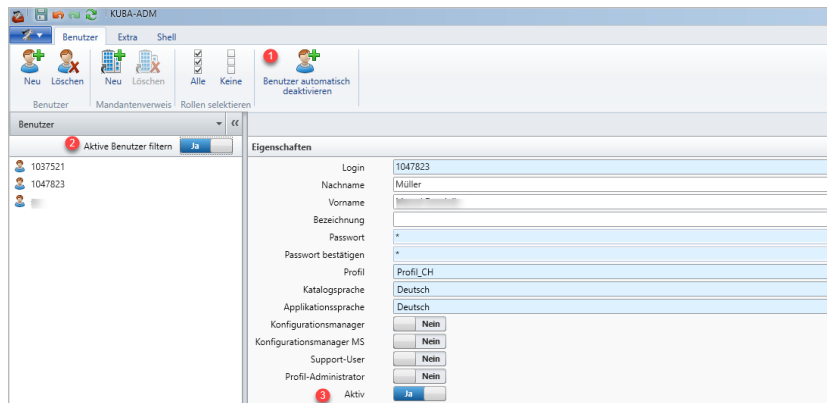 KUBA-ADM
Benutzer Extra Shell
1
Neu Löschen Neu Löschen Alle Keine Benutzer automatisch
deaktivieren
Benutzer Mandantenverweis Rollen selektieren
Benutzer
2 Aktive Benutzer filtern Ja
Eigenschaften
1037521
1047823
Login 1047823
Nachname Müller
Vorname
Bezeichnung
Passwort *
Passwort bestätigen *
Profil Profil_CH
Katalogsprache Deutsch
Applikationssprache Deutsch
Konfigurationsmanager Nein
Konfigurationsmanager MS Nein
Support-User Nein
Profil-Administrator Nein
3 Aktiv Ja